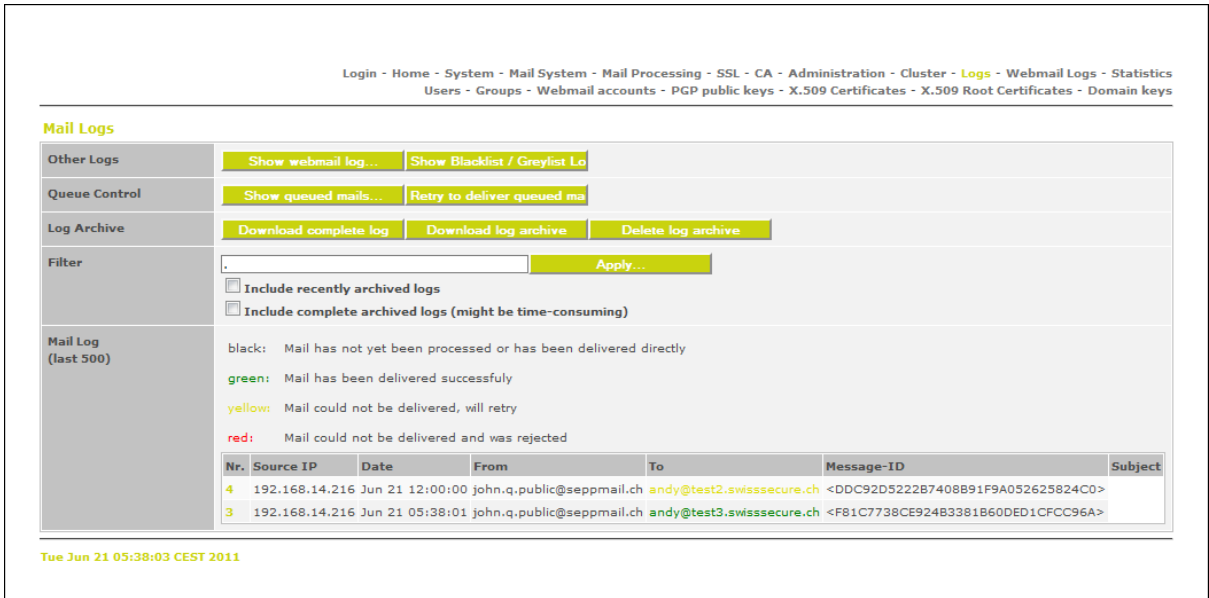 Login - Home - System - Mail System - Mail Processing - SSL - CA - Administration - Cluster - Logs - Webmail Logs - Statistics
Users - Groups - Webmail accounts - PGP public keys - X.509 Certificates - X.509 Root Certificates - Domain keys
Mail Logs
Other Logs Show webmail log... Show Blacklist / Greylist Lo
Queue Control Show queued mails... Retry to deliver queued ma
Log Archive Download complete log Download log archive Delete log archive
Filter . Apply...
Include recently archived logs
Include complete archived logs (might be time-consuming)
Mail Log
(last 500)
black: Mail has not yet been processed or has been delivered directly
green: Mail has been delivered successfuly
yellow: Mail could not be delivered, will retry
red: Mail could not be delivered and was rejected
Nr. Source IP Date From To Message-ID Subject
4 192.168.14.216 Jun 21 12:00:00 john.q.public@seppmail.ch andy@test2.swisssecure.ch <DDC92D5222B7408B91F9A052625824C0>
3 192.168.14.216 Jun 21 05:38:01 john.q.public@seppmail.ch andy@test3.swisssecure.ch <F81C7738CE924B3381B60DED1CFCC96A>
Tue Jun 21 05:38:03 CEST 2011